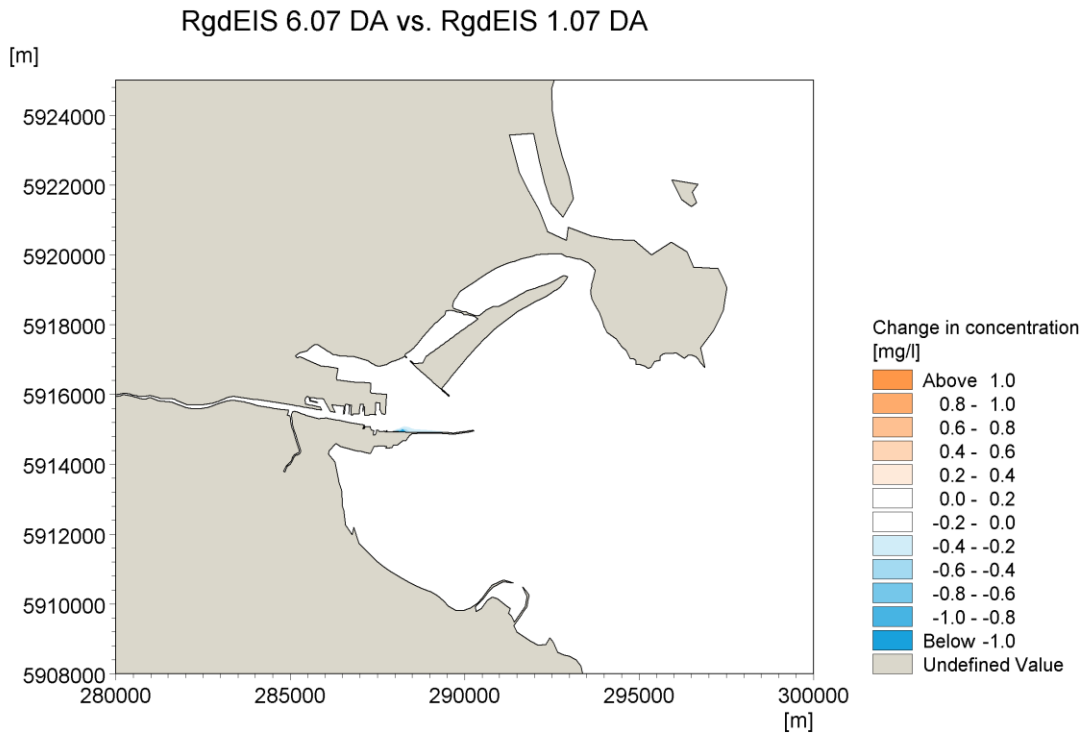 RgdEIS 6.07 DA vs. RgdEIS 1.07 DA
[m]
5924000
5922000
5920000
5918000
5916000
5914000
5912000
5910000
5908000
280000 285000 290000 295000 300000
[m]
Change in concentration
[mg/l]
Above 1.0
0.8 - 1.0
0.6 - 0.8
0.4 - 0.6
0.2 - 0.4
0.0 - 0.2
-0.2 - 0.0
-0.4 - -0.2
-0.6 - -0.4
-0.8 - -0.6
-1.0 - -0.8
Below -1.0
Undefined Value